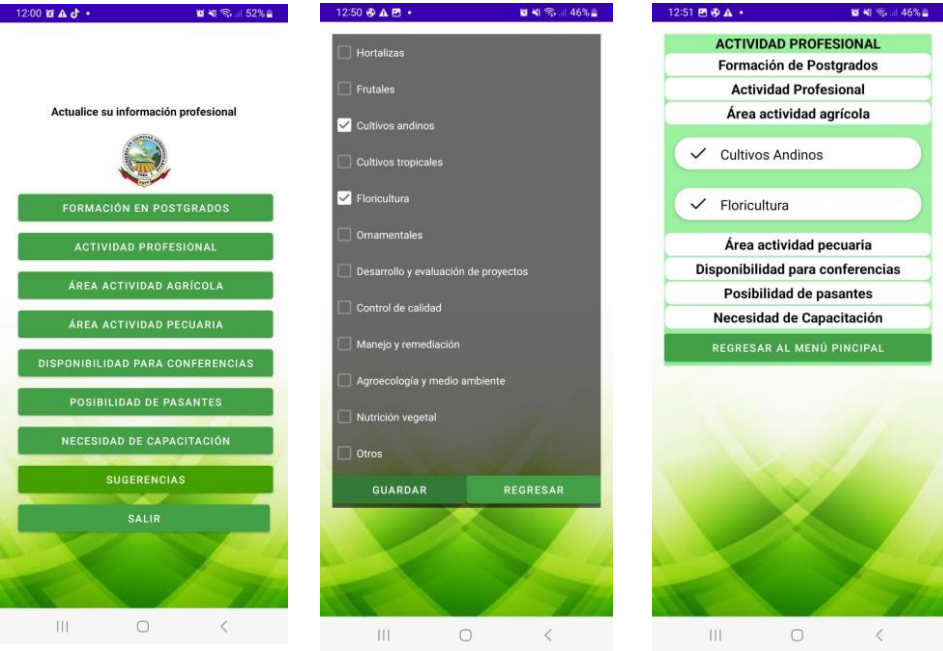 12:00
52%
Actualice su información profesional
FORMACIÓN EN POSTGRADOS
ACTIVIDAD PROFESIONAL
ÁREA ACTIVIDAD AGRÍCOLA
ÁREA ACTIVIDAD PECUARIA
DISPONIBILIDAD PARA CONFERENCIAS
POSIBILIDAD DE PASANTES
NECESIDAD DE CAPACITACIÓN
SUGERENCIAS
SALIR
12:50
46%
Hortalizas
Frutales
Cultivos andinos
Cultivos tropicales
Floricultura
Ornamentales
Desarrollo y evaluación de proyectos
Control de calidad
Manejo y remediación
Agroecología y medio ambiente
Nutrición vegetal
Otros
GUARDAR REGRESAR
12:51
46%
ACTIVIDAD PROFESIONAL
Formación de Postgrados
Actividad Profesional
Área actividad agrícola
Cultivos Andinos
Floricultura
Área actividad pecuaria
Disponibilidad para conferencias
Posibilidad de pasantes
Necesidad de Capacitación
REGRESAR AL MENÚ PINCIPAL